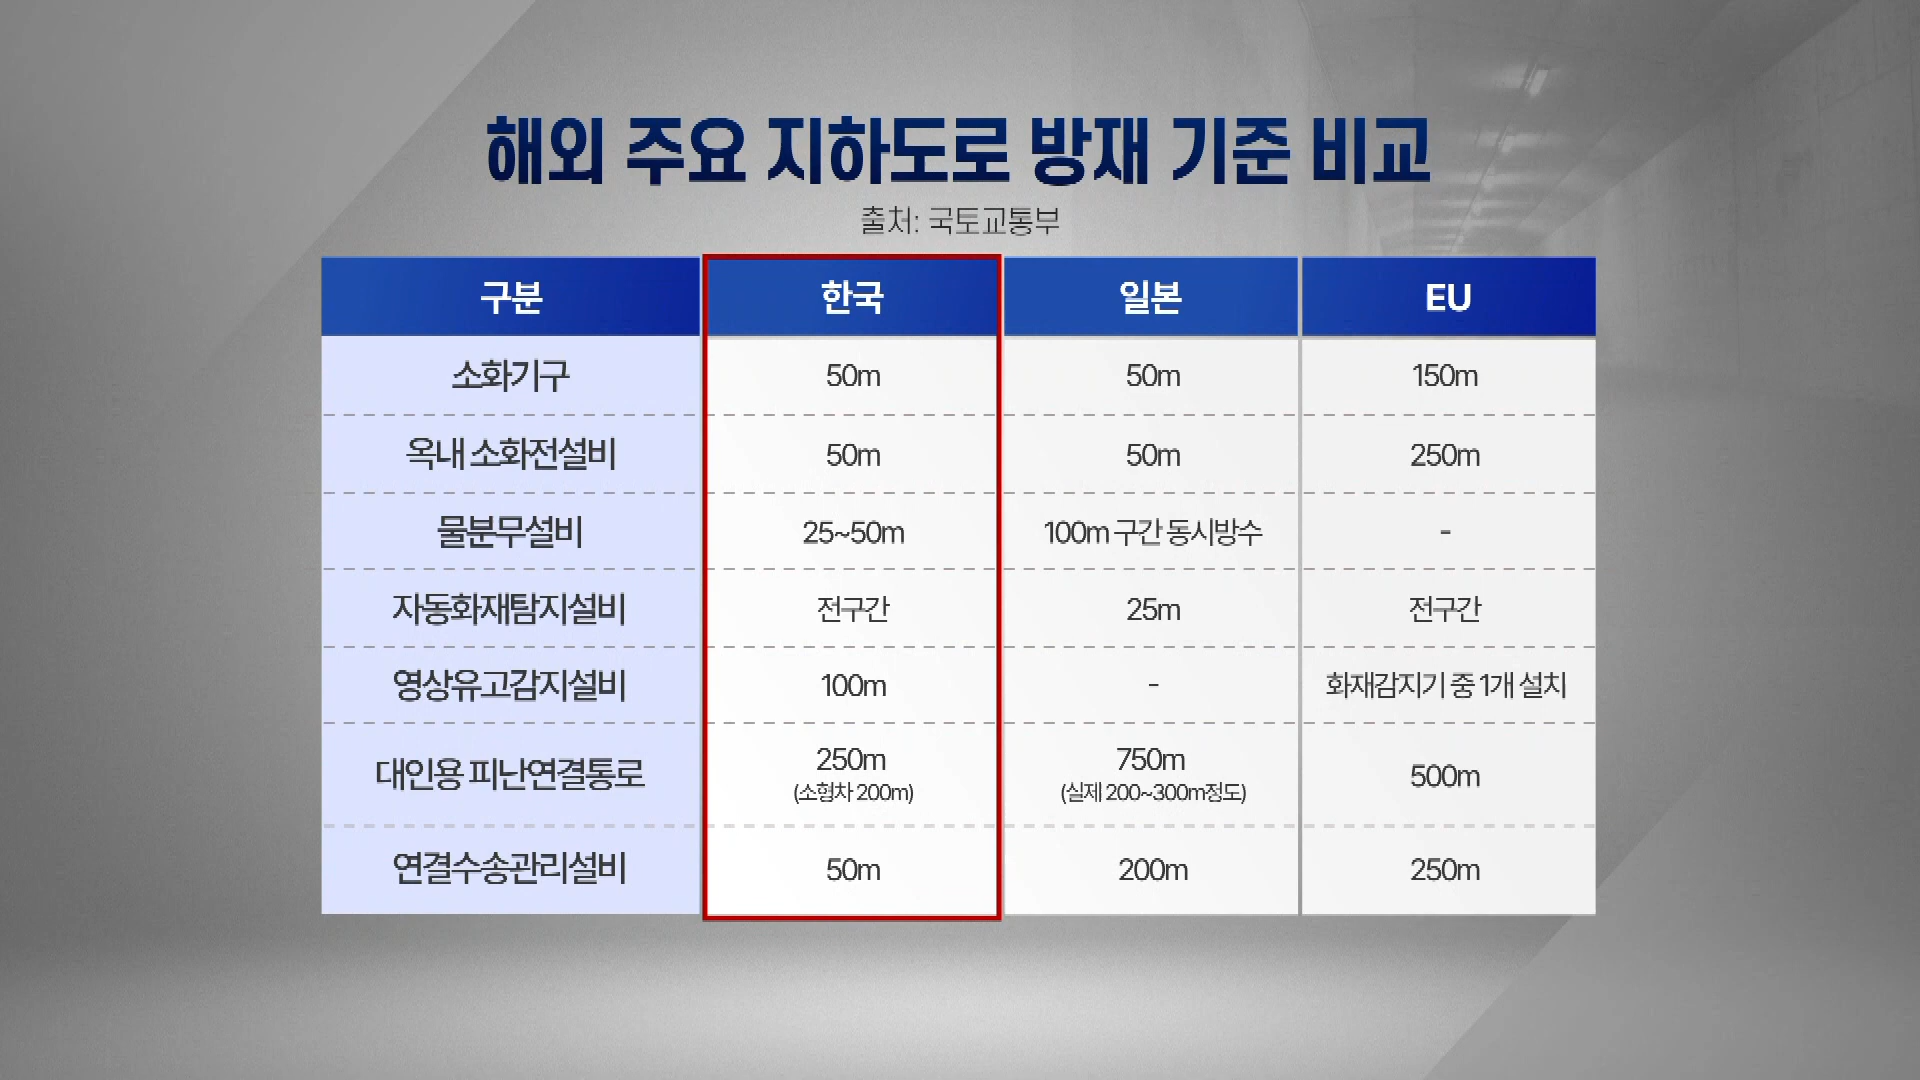 해외 주요 지하도로 방재 기준 비교
출처: 국토교통부
구분 한국 일본 EU
소화기구 50m 50m 150m
옥내 소화전설비 50m 50m 250m
물분무설비 25~50m 100m 구간 동시방수 -
자동화재탐지설비 전구간 25m 전구간
영상유고감지설비 100m - 화재감지기 중 1개 설치
대인용 피난연결통로 250m 750m 500m
(소형차 200m) (실제 200~300m정도)
연결수송관리설비 50m 200m 250m